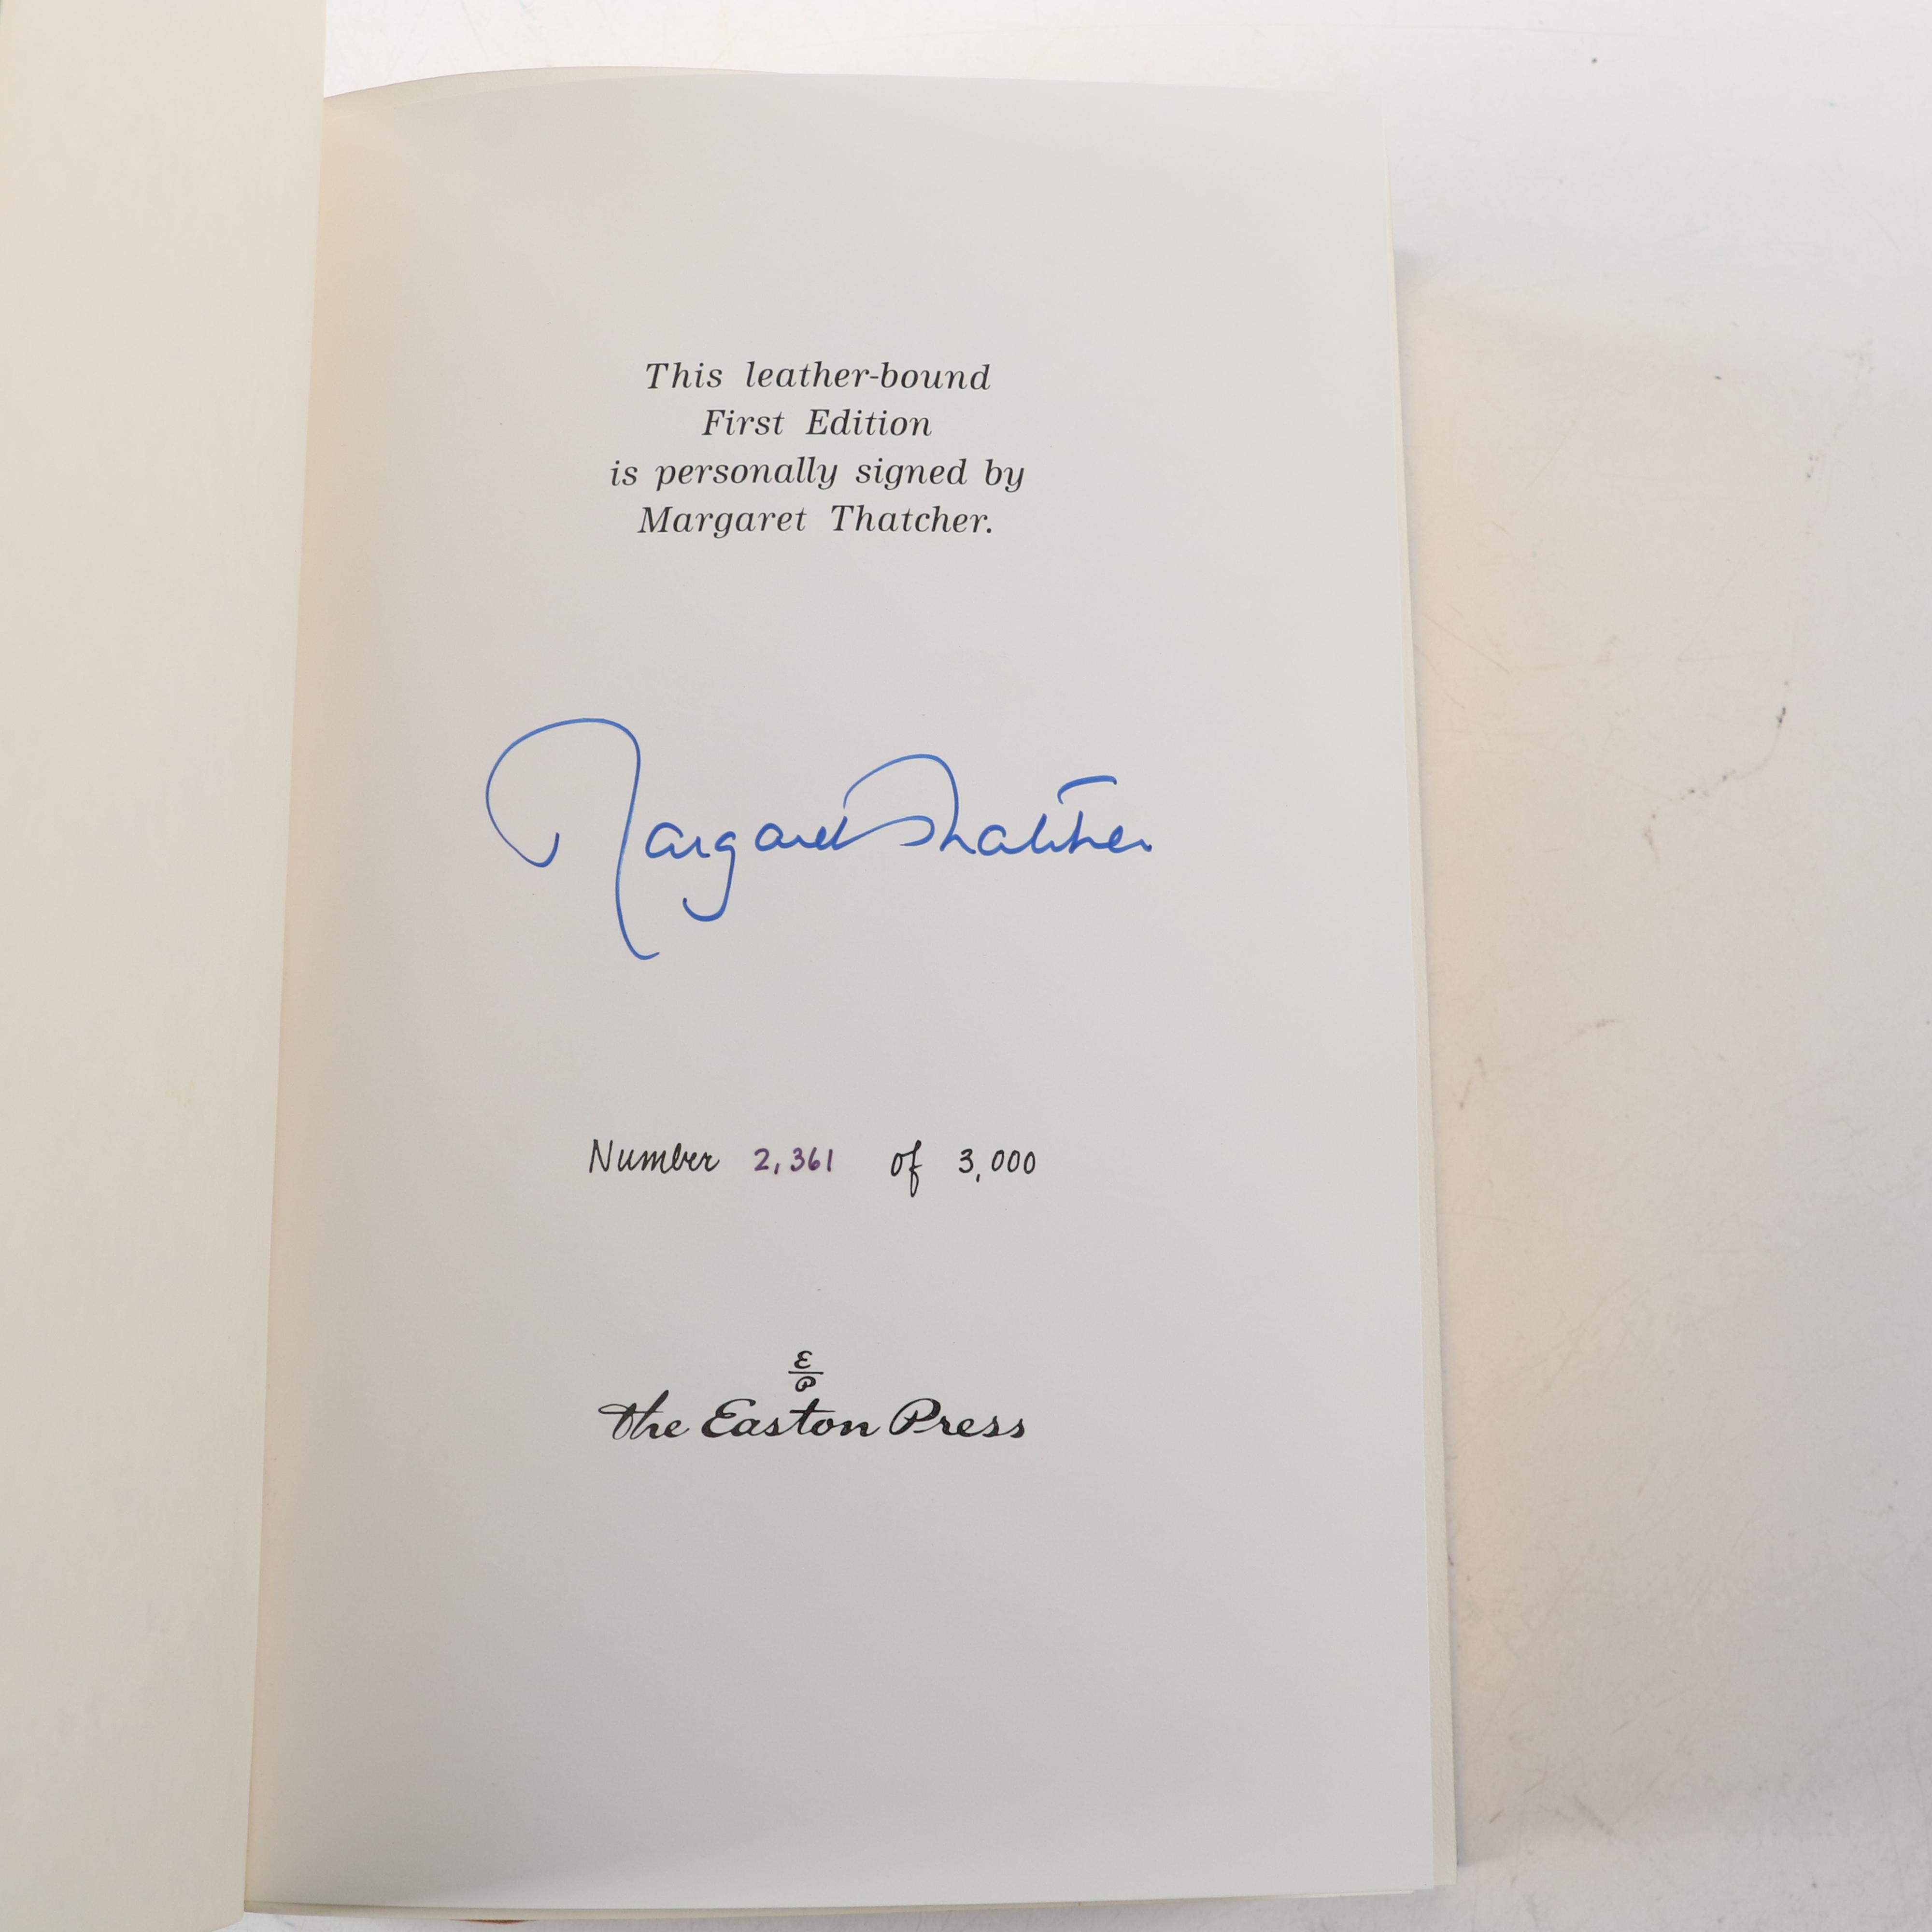 This leather-bound
First Edition
is personally signed by
Margaret Thatcher.
Margaret Thatcher
Number 2,361 of 3,000
E
P
The Easton Press